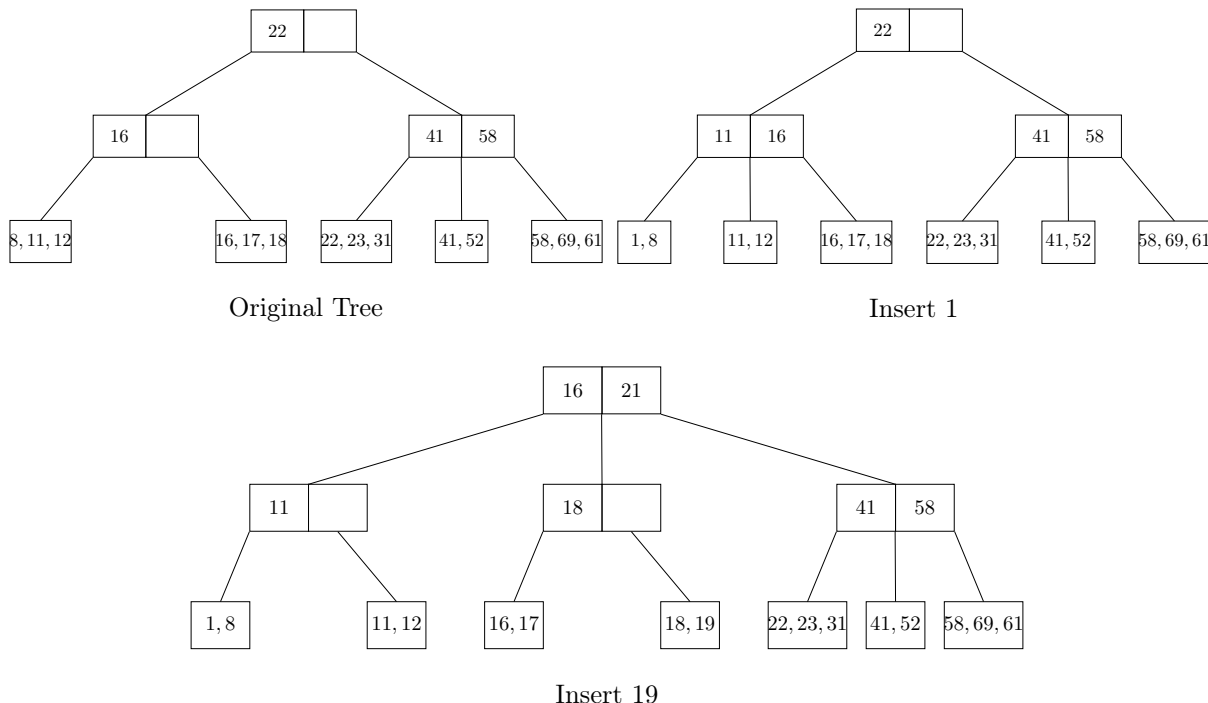 22
22
16
41 58
11 16
41 58
8, 11, 12
16, 17, 18
22, 23, 31
41, 52
58, 69, 61
1, 8
11, 12
16, 17, 18
22, 23, 31
41, 52
58, 69, 61
Original Tree
Insert 1
16 21
11
18
41 58
1, 8
11, 12
16, 17
18, 19
22, 23, 31
41, 52
58, 69, 61
Insert 19